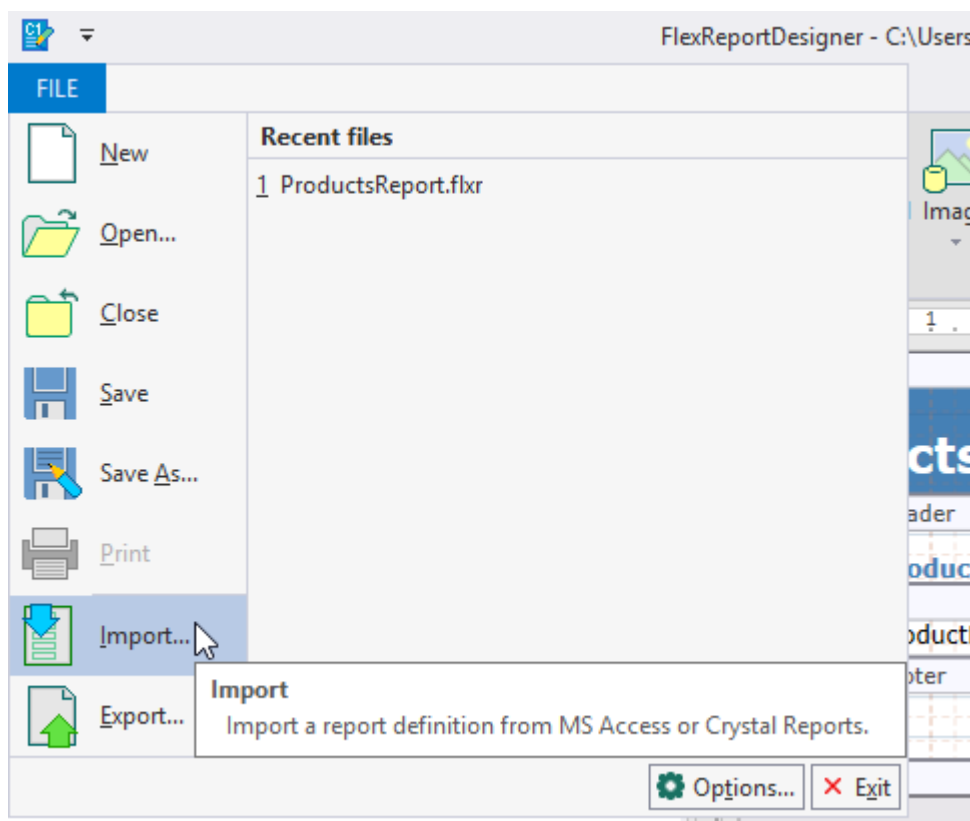 FlexReportDesigner - C:\Users
FILE
New
Open...
Close
Save
Save As...
Print
Import...
Export...
Recent files
1 ProductsReport.flxr
Import
Import a report definition from MS Access or Crystal Reports.
Options...
Exit
Imag
1
cts
ader
oduc
oduct
oter